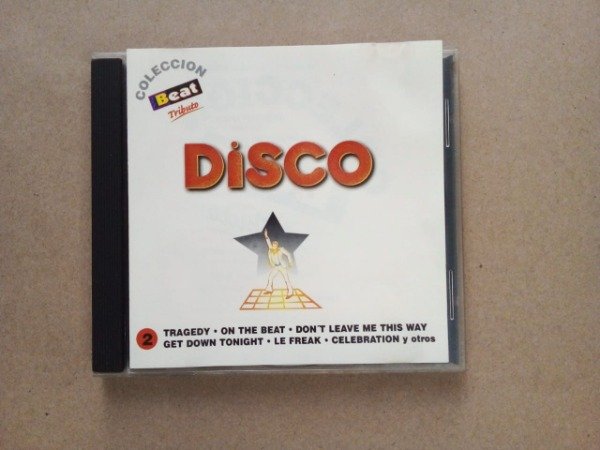 COLECCION
Beat
Tributo
DiSCO
2
TRAGEDY · ON THE BEAT · DON´T LEAVE ME THIS WAY
GET DOWN TONIGHT · LE FREAK · CELEBRATION y otros